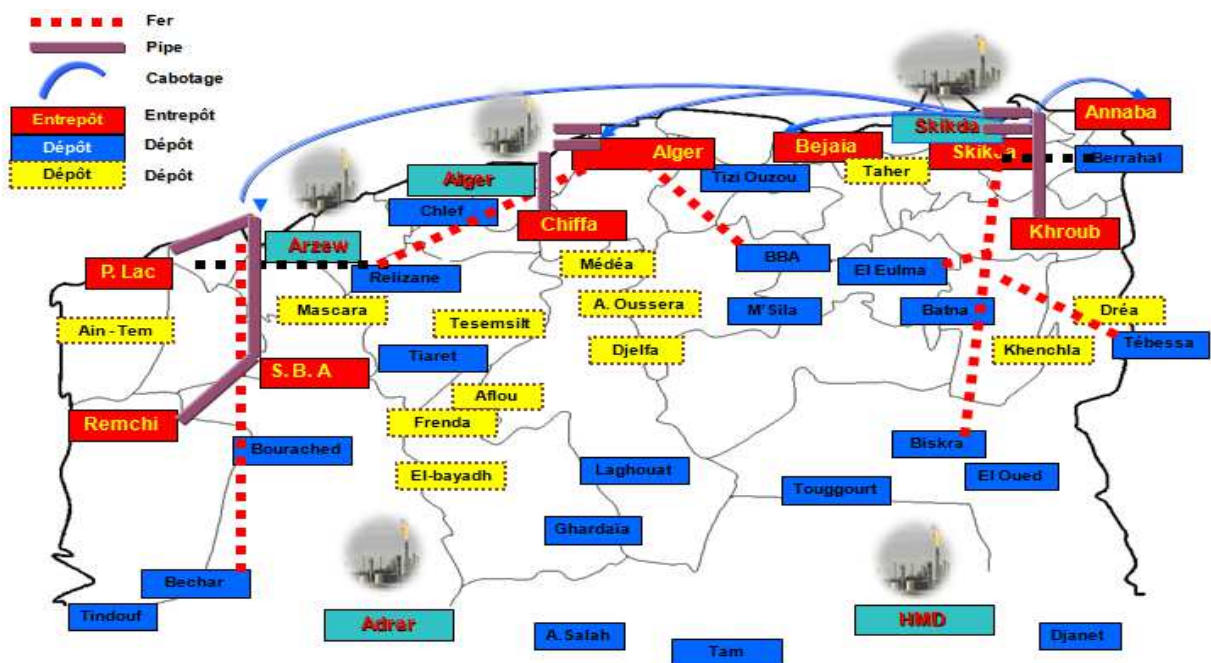 Fer
Pipe
Cabotage
Entrepôt Entrepôt
Dépôt Dépôt
Dépôt Dépôt
Annaba
Skikda
Alger Bejaïa Skikda
Berrahal
Taher
Tizi Ouzou
Alger
Chlef
Chiffa
Khroub
Arzew
P. Lac
Relizane
Médéa
BBA
El Eulma
Mascara
A. Oussera
M'Sila
Batna
Dréa
Ain - Tem
Tesemsilt
Djelfa
Khenchla
Tébessa
Tiaret
S. B. A
Aflou
Remchi
Frenda
Bourached
Biskra
El-bayadh
Laghouat
El Oued
Touggourt
Ghardaïa
Bechar
Tindouf
Adrar
HMD
A. Salah
Djanet
Tam